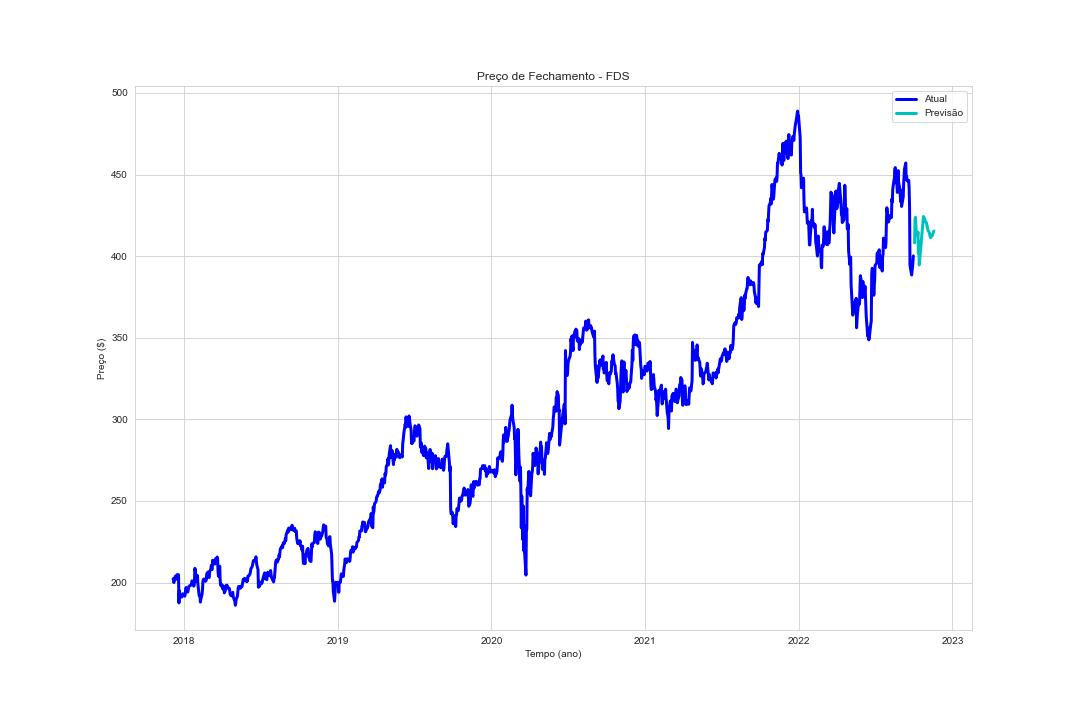 Preço de Fechamento - FDS
500
450
400
350
300
250
200
Preço ($)
Atual
Previsão
2018
2019
2020
2021
2022
2023
Tempo (ano)